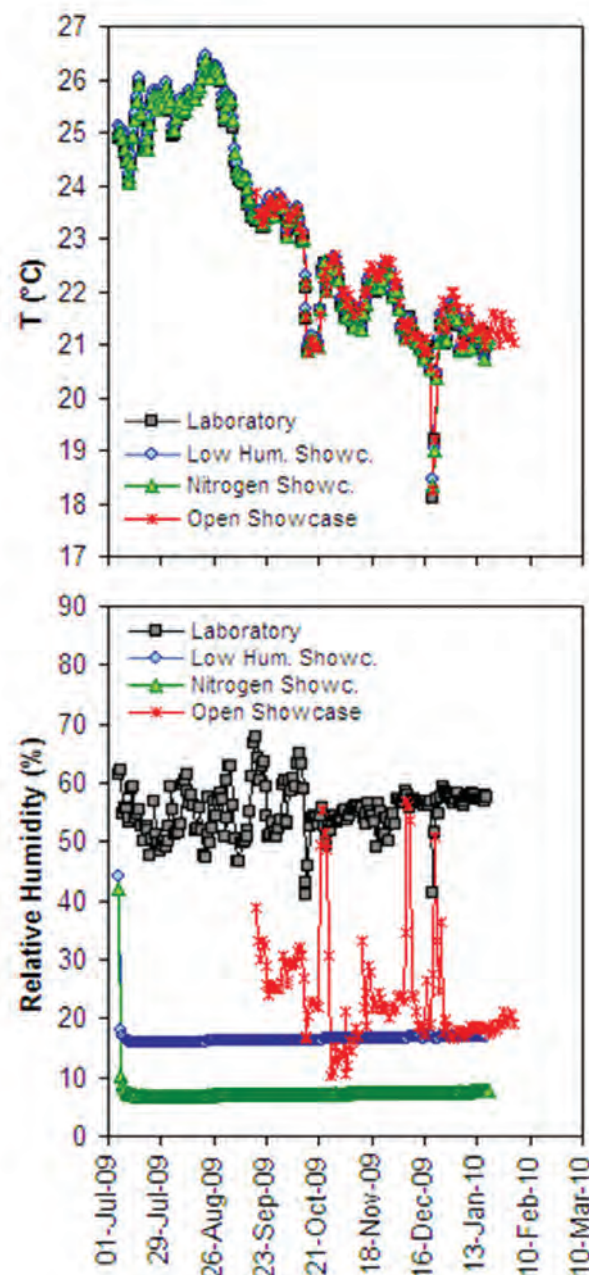 27
26
25
24
23
22
21
20
19
18
17
T (°C)
Laboratory
Low Hum. Showc.
Nitrogen Showc.
Open Showcase
90
80
70
60
50
40
30
20
10
0
Relative Humidity (%)
Laboratory
Low Hum. Showc.
Nitrogen Showc.
Open Showcase
01-Jul-09
29-Jul-09
26-Aug-09
23-Sep-09
21-Oct-09
18-Nov-09
16-Dec-09
13-Jan-10
10-Feb-10
10-Mar-10